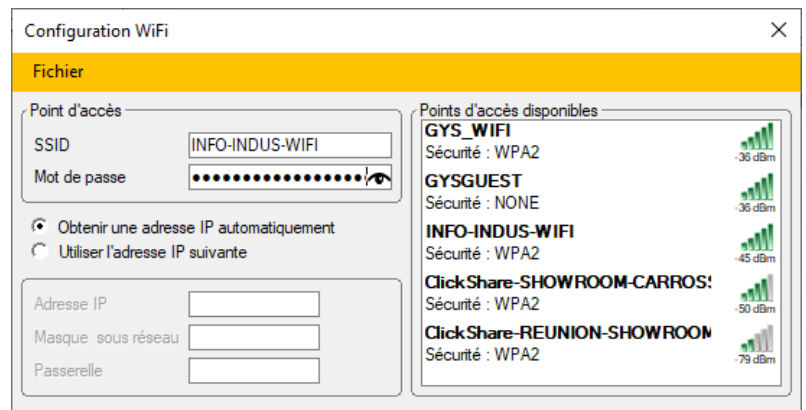 Configuration WiFi
Fichier
Point d'accès
SSID INFO-INDUS-WIFI
Mot de passe ●●●●●●●●●●●●●●●●●
Obtenir une adresse IP automatiquement
Utiliser l'adresse IP suivante
Adresse IP
Masque sous réseau
Passerelle
Points d'accès disponibles
GYS_WIFI
Sécurité : WPA2
-36 dBm
GYSGUEST
Sécurité : NONE
-36 dBm
INFO-INDUS-WIFI
Sécurité : WPA2
-45 dBm
ClickShare-SHOWROOM-CARROS
Sécurité : WPA2
-50 dBm
ClickShare-REUNION-SHOWROOM
Sécurité : WPA2
-79 dBm